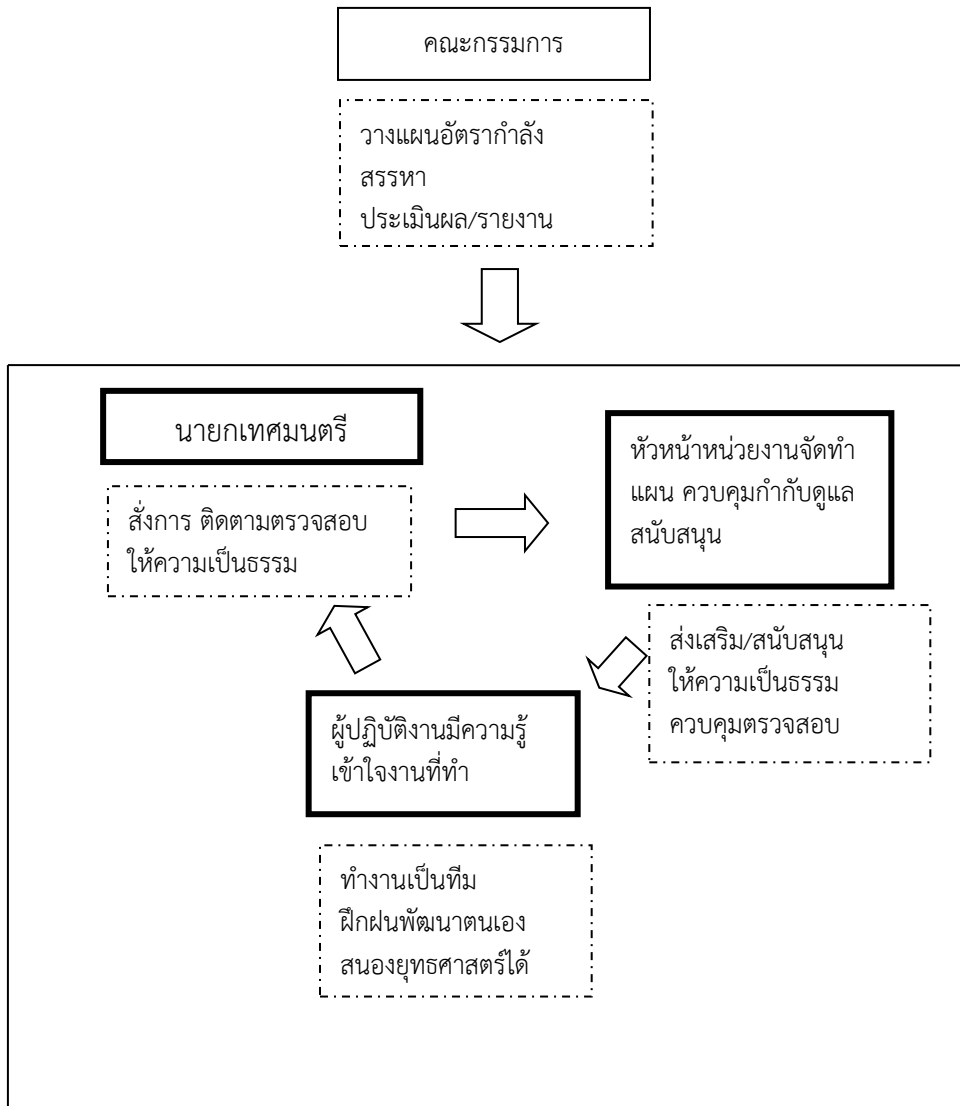 คณะกรรมการ
วางแผนอัตรากำลัง
สรรหา
ประเมินผล/รายงาน
นายกเทศมนตรี
สั่งการ ติดตามตรวจสอบ
ให้ความเป็นธรรม
หัวหน้าหน่วยงานจัดทำ
แผน ควบคุมกำกับดูแล
สนับสนุน
ส่งเสริม/สนับสนุน
ให้ความเป็นธรรม
ควบคุมตรวจสอบ
ผู้ปฏิบัติงานมีความรู้
เข้าใจงานที่ทำ
ทำงานเป็นทีม
ฝึกฝนพัฒนาตนเอง
สนองยุทธศาสตร์ได้